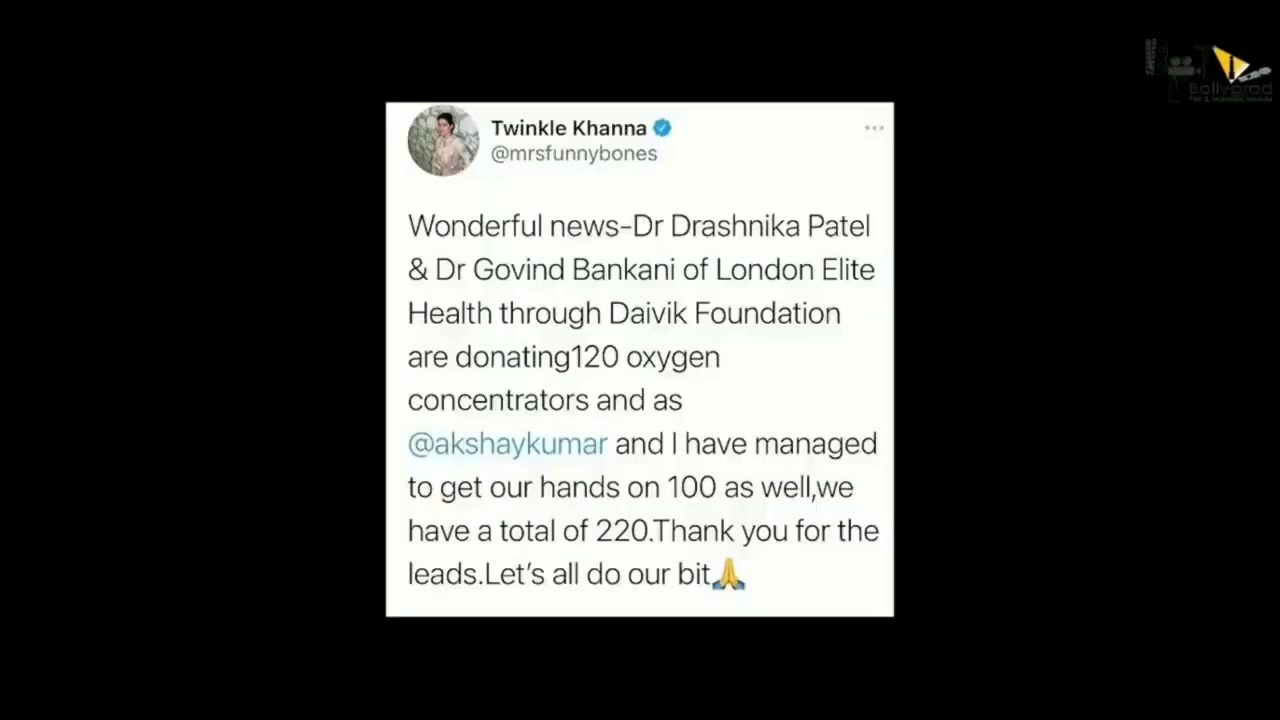 Bollygrad
Twinkle Khanna
@mrsfunnybones
Wonderful news-Dr Drashnika Patel
& Dr Govind Bankani of London Elite
Health through Daivik Foundation
are donating120 oxygen
concentrators and as
@akshaykumar and I have managed
to get our hands on 100 as well,we
have a total of 220.Thank you for the
leads.Let's all do our bit🙏